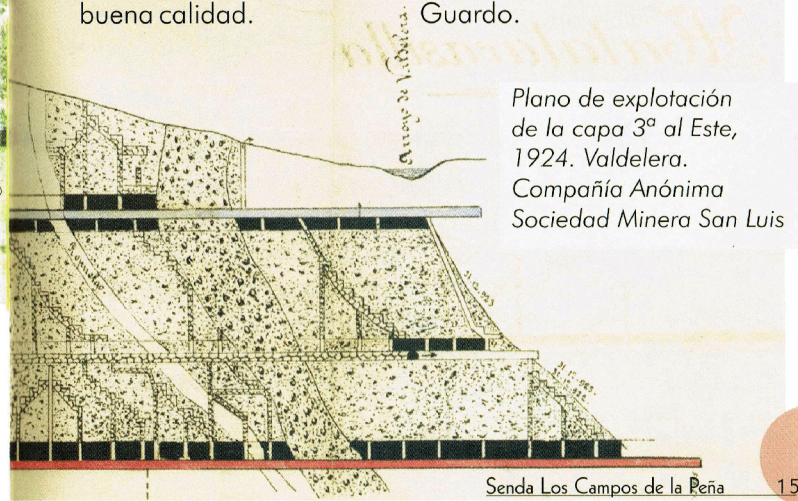 buena calidad.
Guardo.
Arroyo de Valdelera.
Plano de explotación
de la capa 3ª al Este,
1924. Valdelera.
Compañía Anónima
Sociedad Minera San Luis
Senda Los Campos de la Peña 15